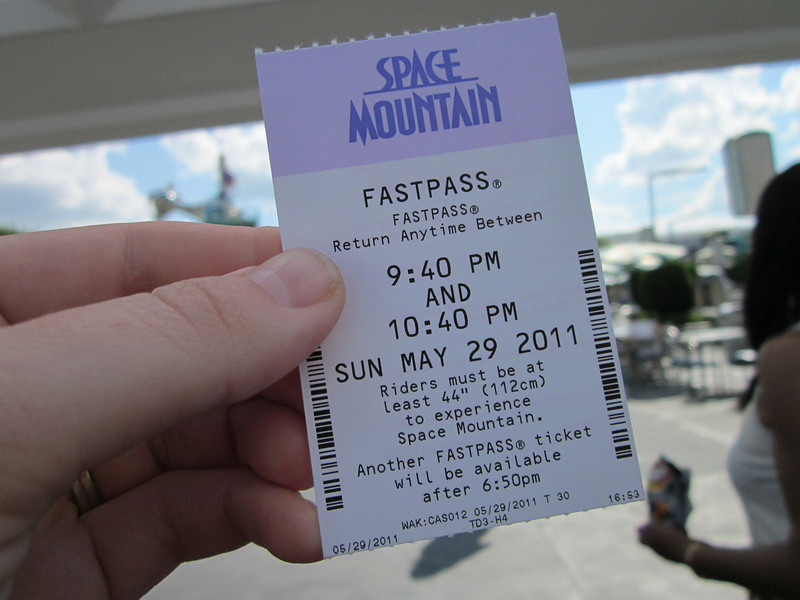 SPACE
MOUNTAIN
FASTPASS®
FASTPASS®
Return Anytime Between
9:40 PM
AND
10:40 PM
SUN MAY 29 2011
Riders must be at
least 44" (112cm)
to experience
Space Mountain.
Another FASTPASS® ticket
will be available
after 6:50pm
WAK:CAS012 05/29/2011 T 30 16:53
05/29/2011 TD3-H4